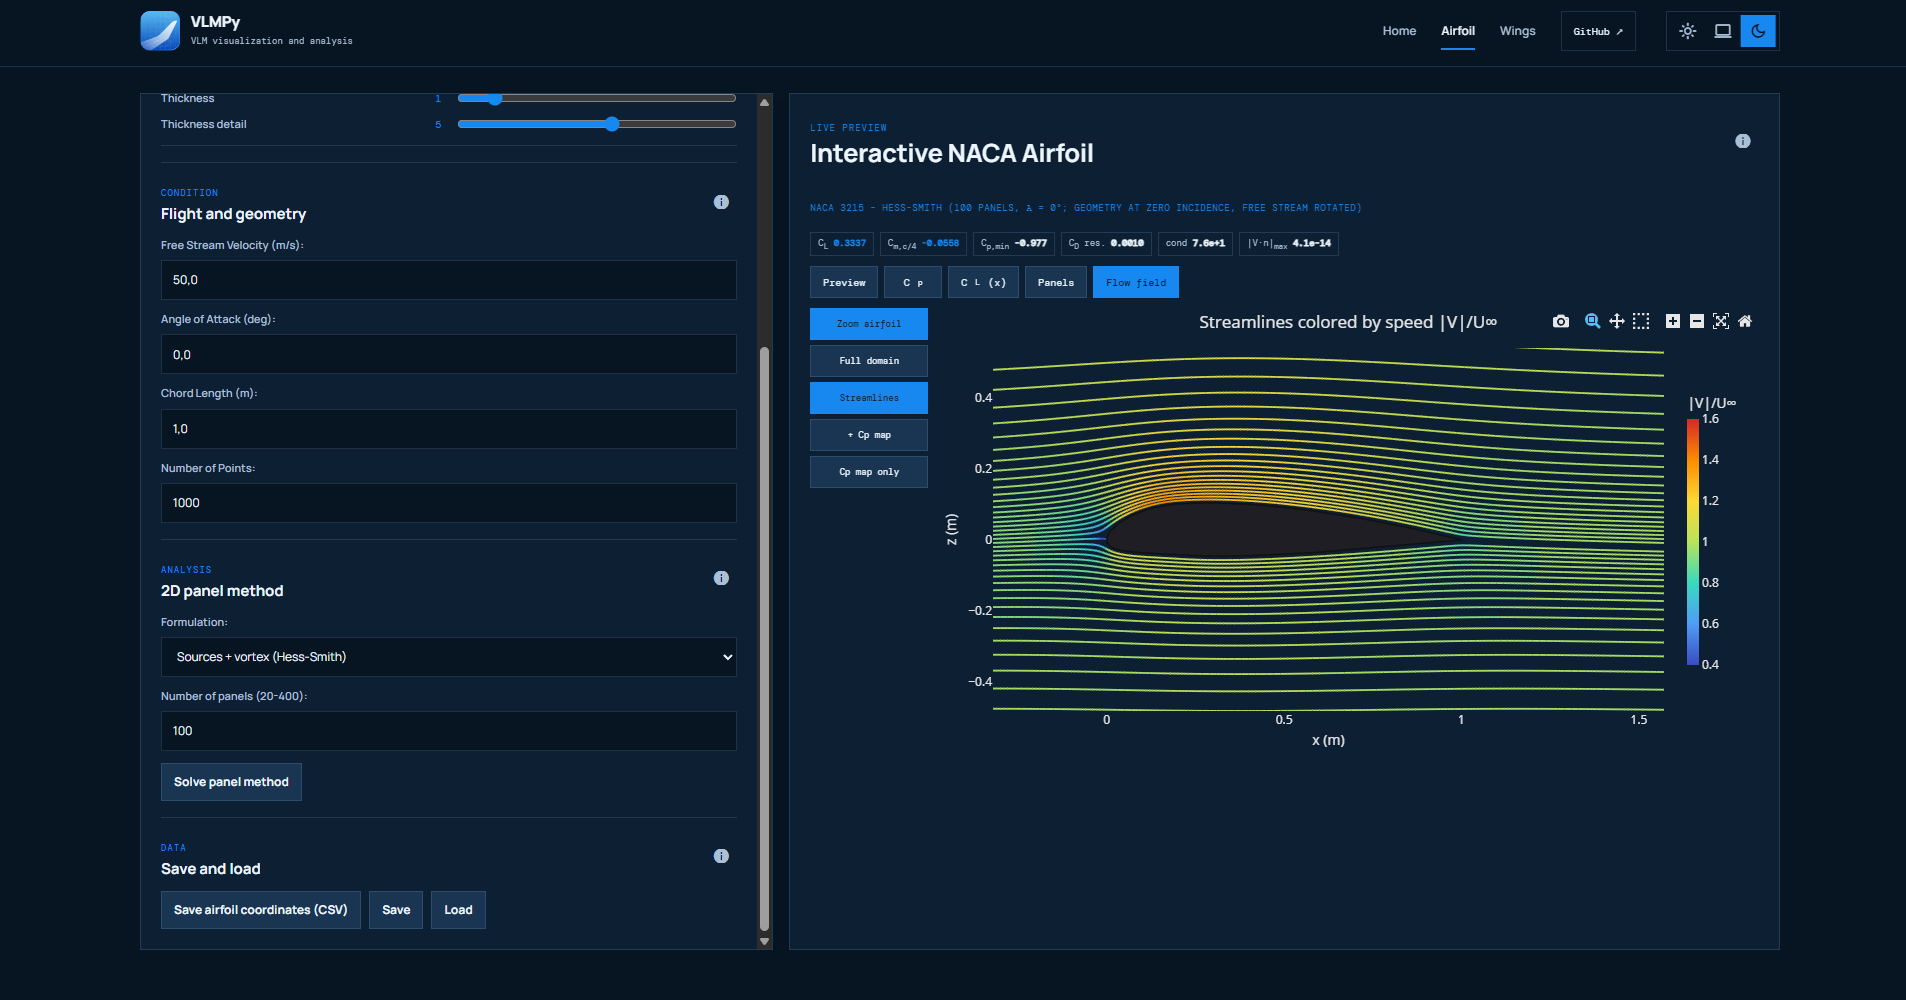 VLMPy
VLM visualization and analysis
Home
Airfoil
Wings
GitHub ↗
Thickness 1
Thickness detail 5
CONDITION
Flight and geometry
Free Stream Velocity (m/s):
50,0
Angle of Attack (deg):
0,0
Chord Length (m):
1,0
Number of Points:
1000
ANALYSIS
2D panel method
Formulation:
Sources + vortex (Hess-Smith)
Number of panels (20-400):
100
Solve panel method
DATA
Save and load
Save airfoil coordinates (CSV)
Save
Load
LIVE PREVIEW
Interactive NACA Airfoil
NACA 3215 – HESS-SMITH (100 PANELS, Α = 0°; GEOMETRY AT ZERO INCIDENCE, FREE STREAM ROTATED)
CL 0.3337
Cm,c/4 -0.0558
Cp,min -0.977
CD res. 0.0010
cond 7.6e+1
|V·n|max 4.1e-14
Preview
C P
C L (x)
Panels
Flow field
Zoom airfoil
Full domain
Streamlines
+ Cp map
Cp map only
Streamlines colored by speed |V|/U∞
z (m)
0.4
0.2
0
−0.2
−0.4
0
0.5
1
1.5
x (m)
|V|/U∞
1.6
1.4
1.2
1
0.8
0.6
0.4